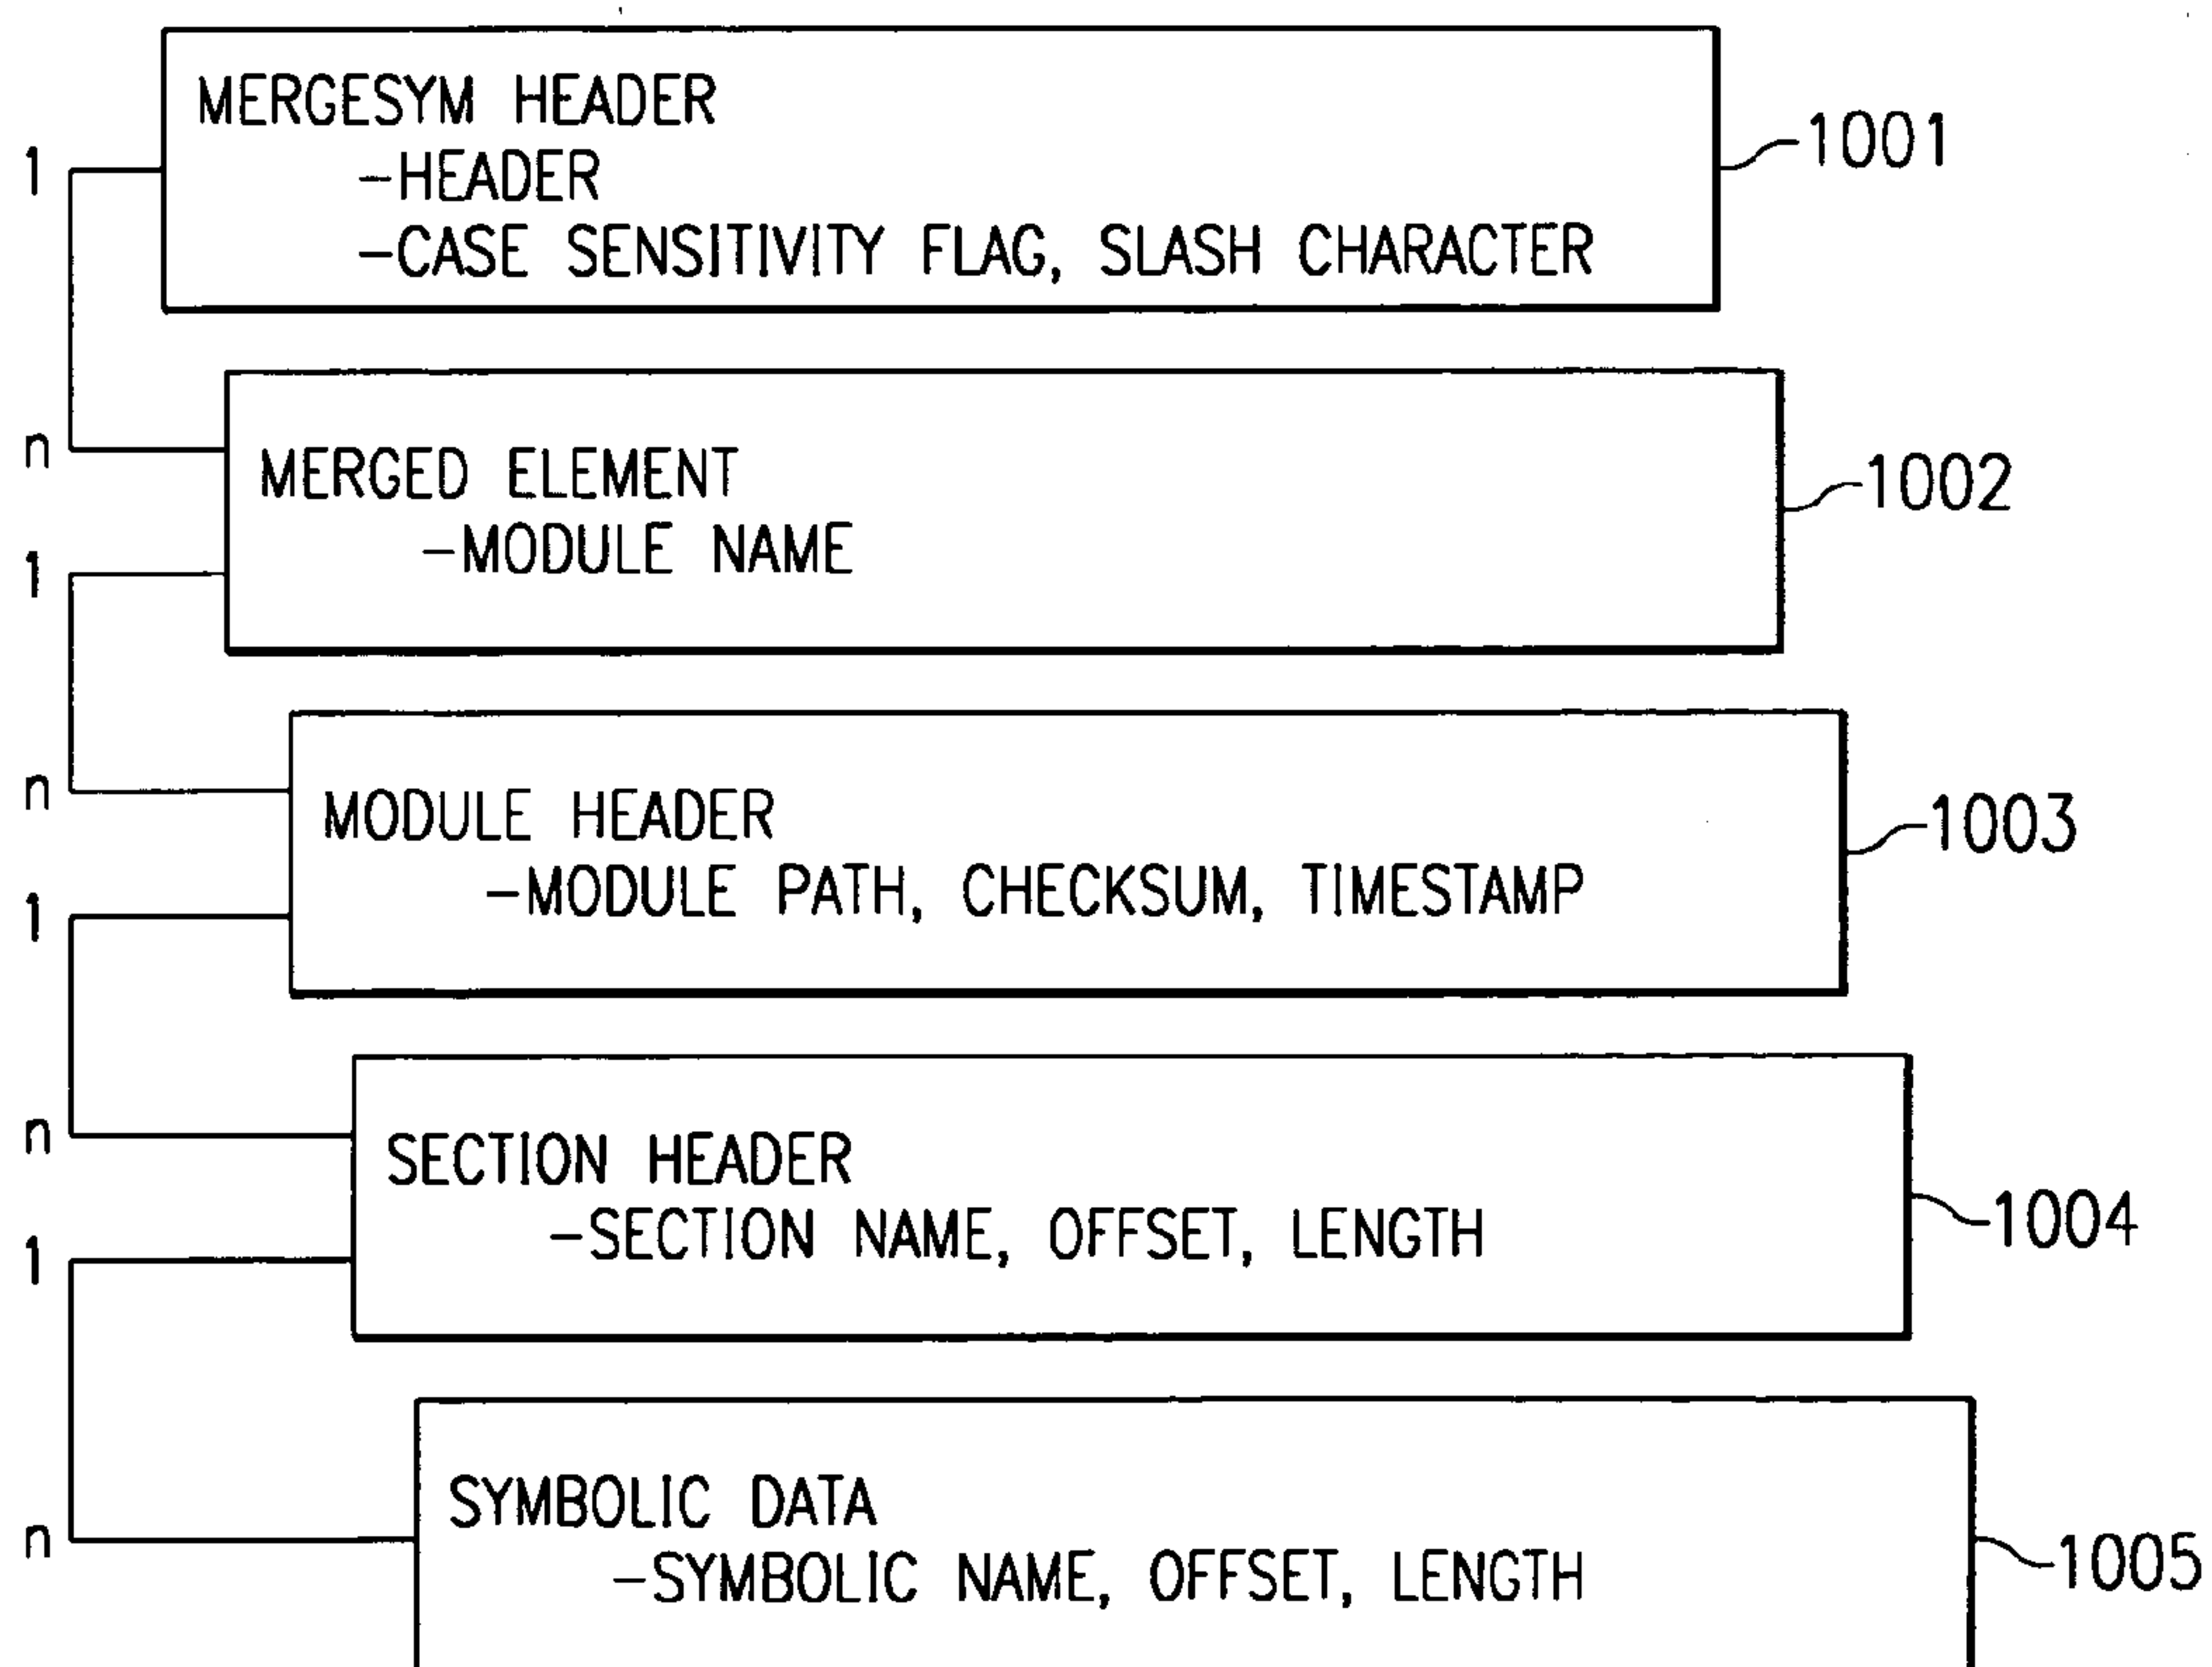 MERGESYM HEADER
-HEADER
-CASE SENSITIVITY FLAG, SLASH CHARACTER
1001
1
n
MERGED ELEMENT
-MODULE NAME
1002
1
n
MODULE HEADER
-MODULE PATH, CHECKSUM, TIMESTAMP
1003
1
n
SECTION HEADER
-SECTION NAME, OFFSET, LENGTH
1004
1
n
SYMBOLIC DATA
-SYMBOLIC NAME, OFFSET, LENGTH
1005